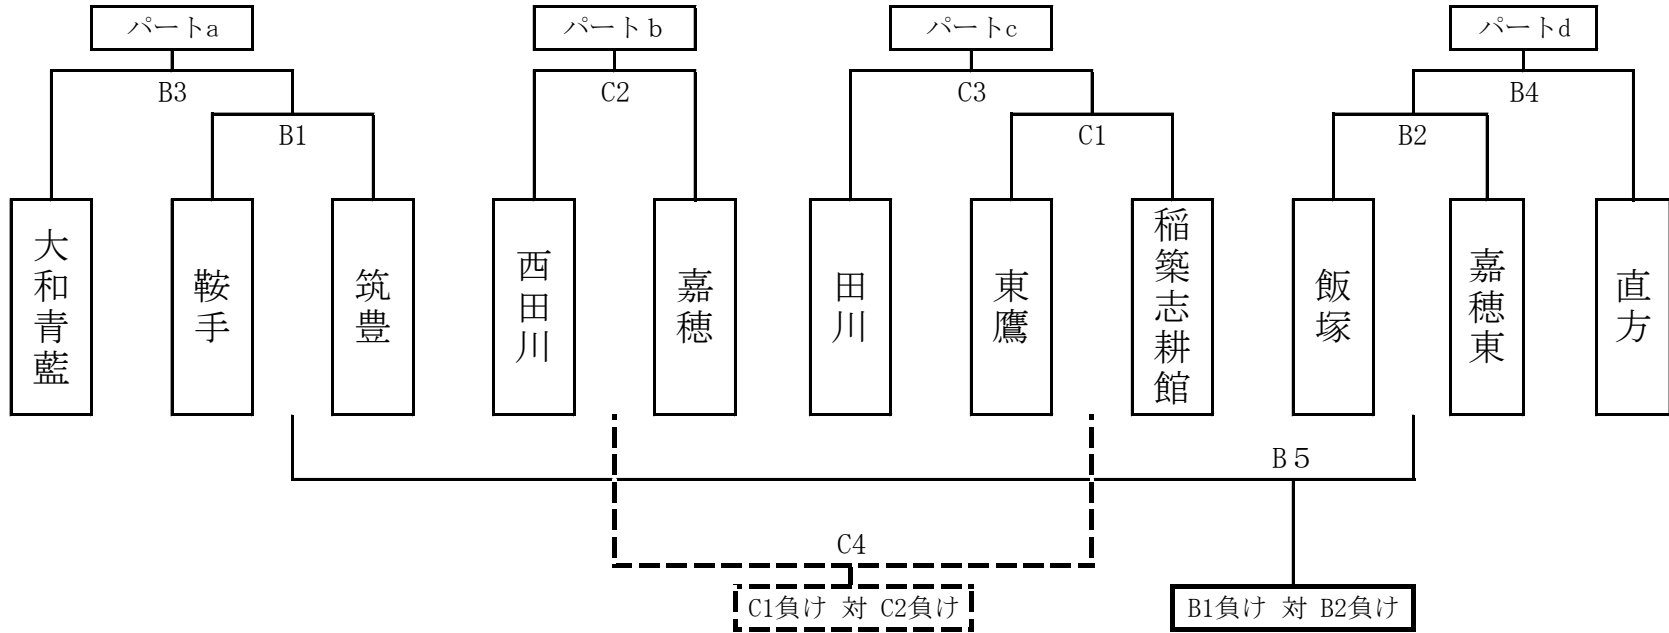 パートa
パートb
パートc
パートd
B3
C2
C3
B4
B1
C1
B2
大和青藍
鞍手
筑豊
西田川
嘉穂
田川
東鷹
稲築志耕館
飯塚
嘉穂東
直方
B5
C4
C1負け 対 C2負け
B1負け 対 B2負け